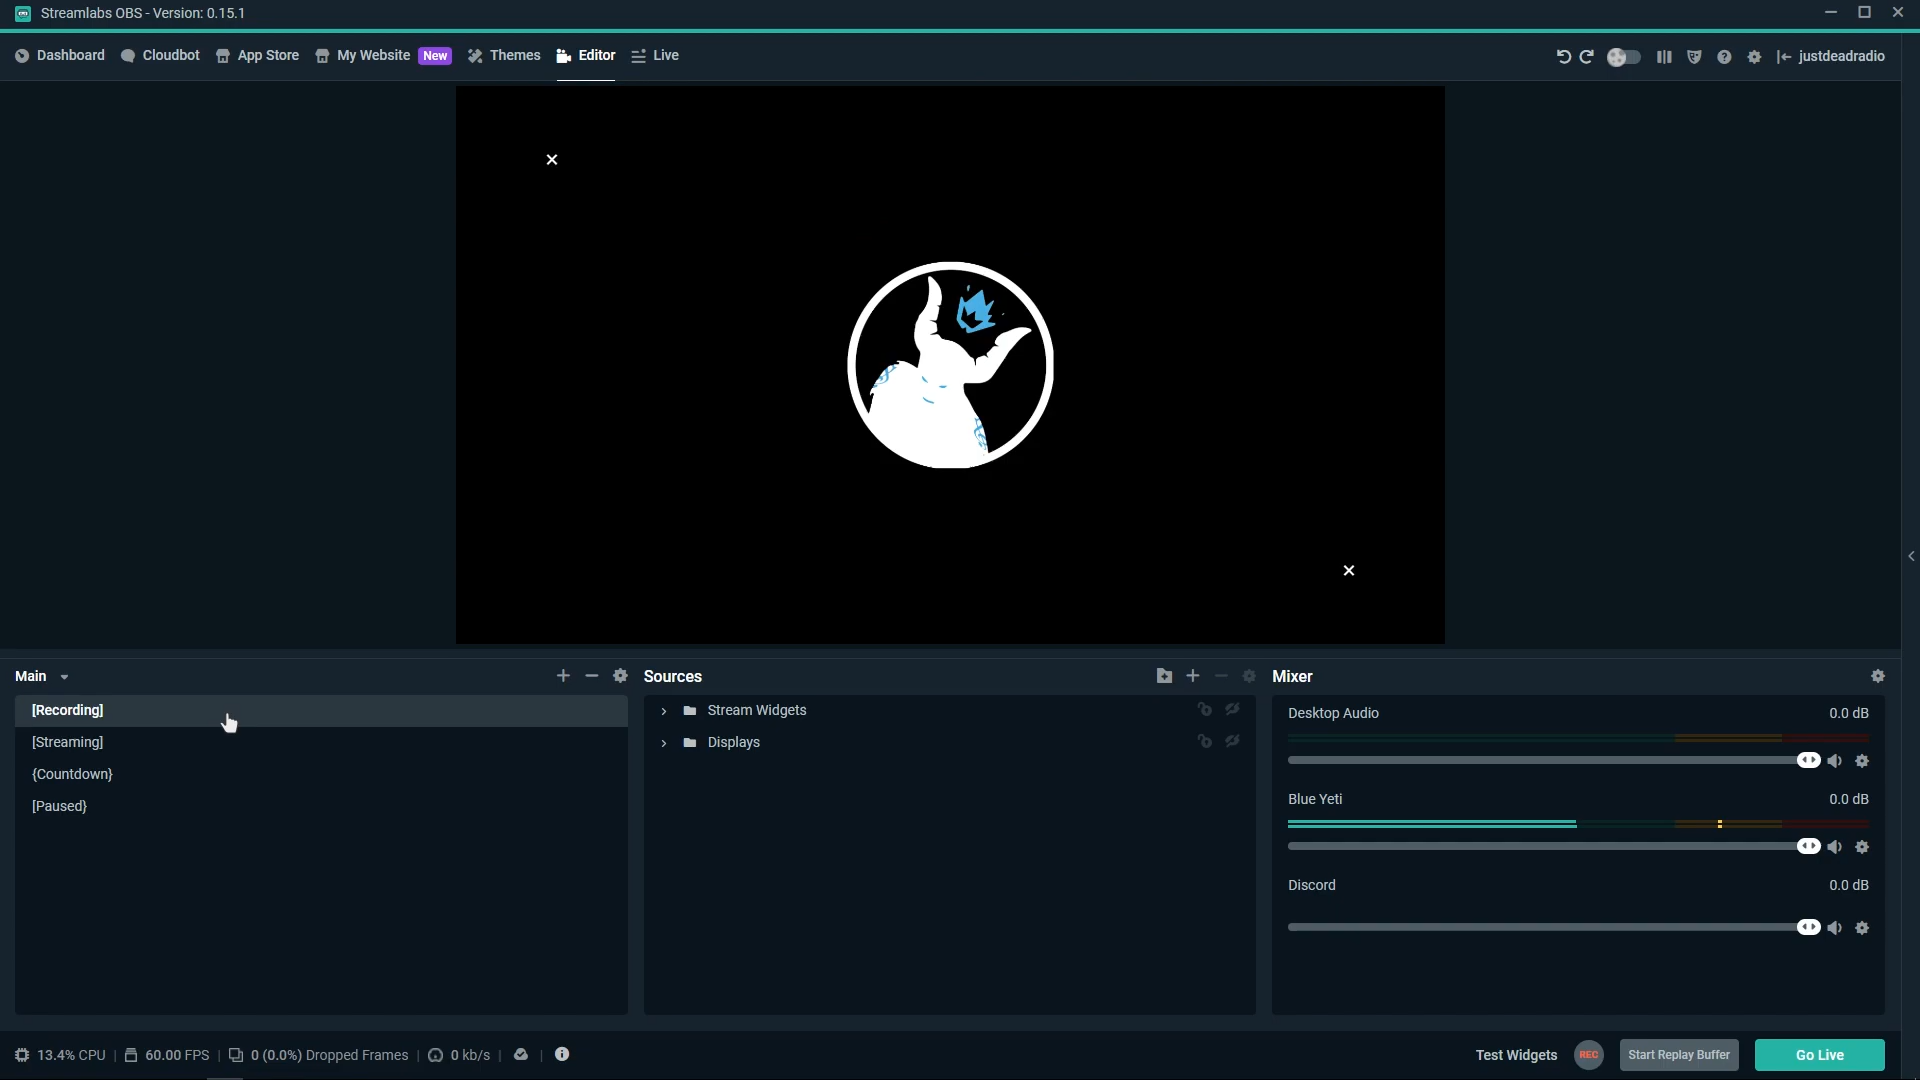 Streamlabs OBS - Version: 0.15.1
Dashboard Cloudbot App Store My Website New Themes Editor Live justdeadradio
Main
[Recording]
[Streaming]
{Countdown}
[Paused}
Sources
Stream Widgets
Displays
Mixer
Desktop Audio 0.0 dB
Blue Yeti 0.0 dB
Discord 0.0 dB
13.4% CPU 60.00 FPS 0 (0.0%) Dropped Frames 0 kb/s Test Widgets REC Start Replay Buffer Go Live